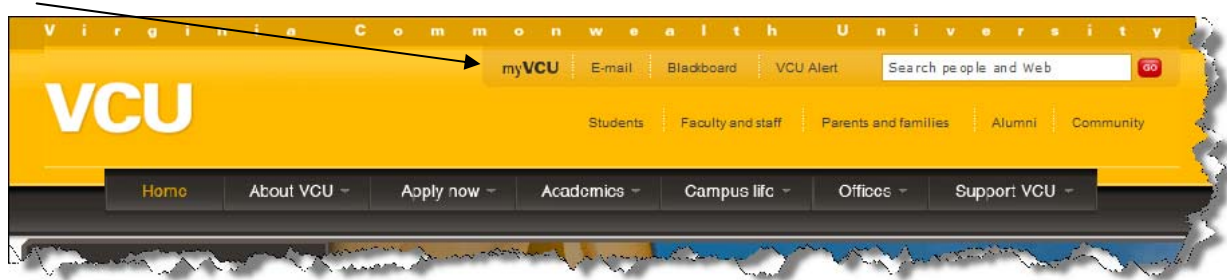 Virginia Commonwealth University
myVCU E-mail Blackboard VCU Alert Search people and Web GO
VCU
Students Faculty and staff Parents and families Alumni Community
Home About VCU Apply now Academics Campus life Offices Support VCU